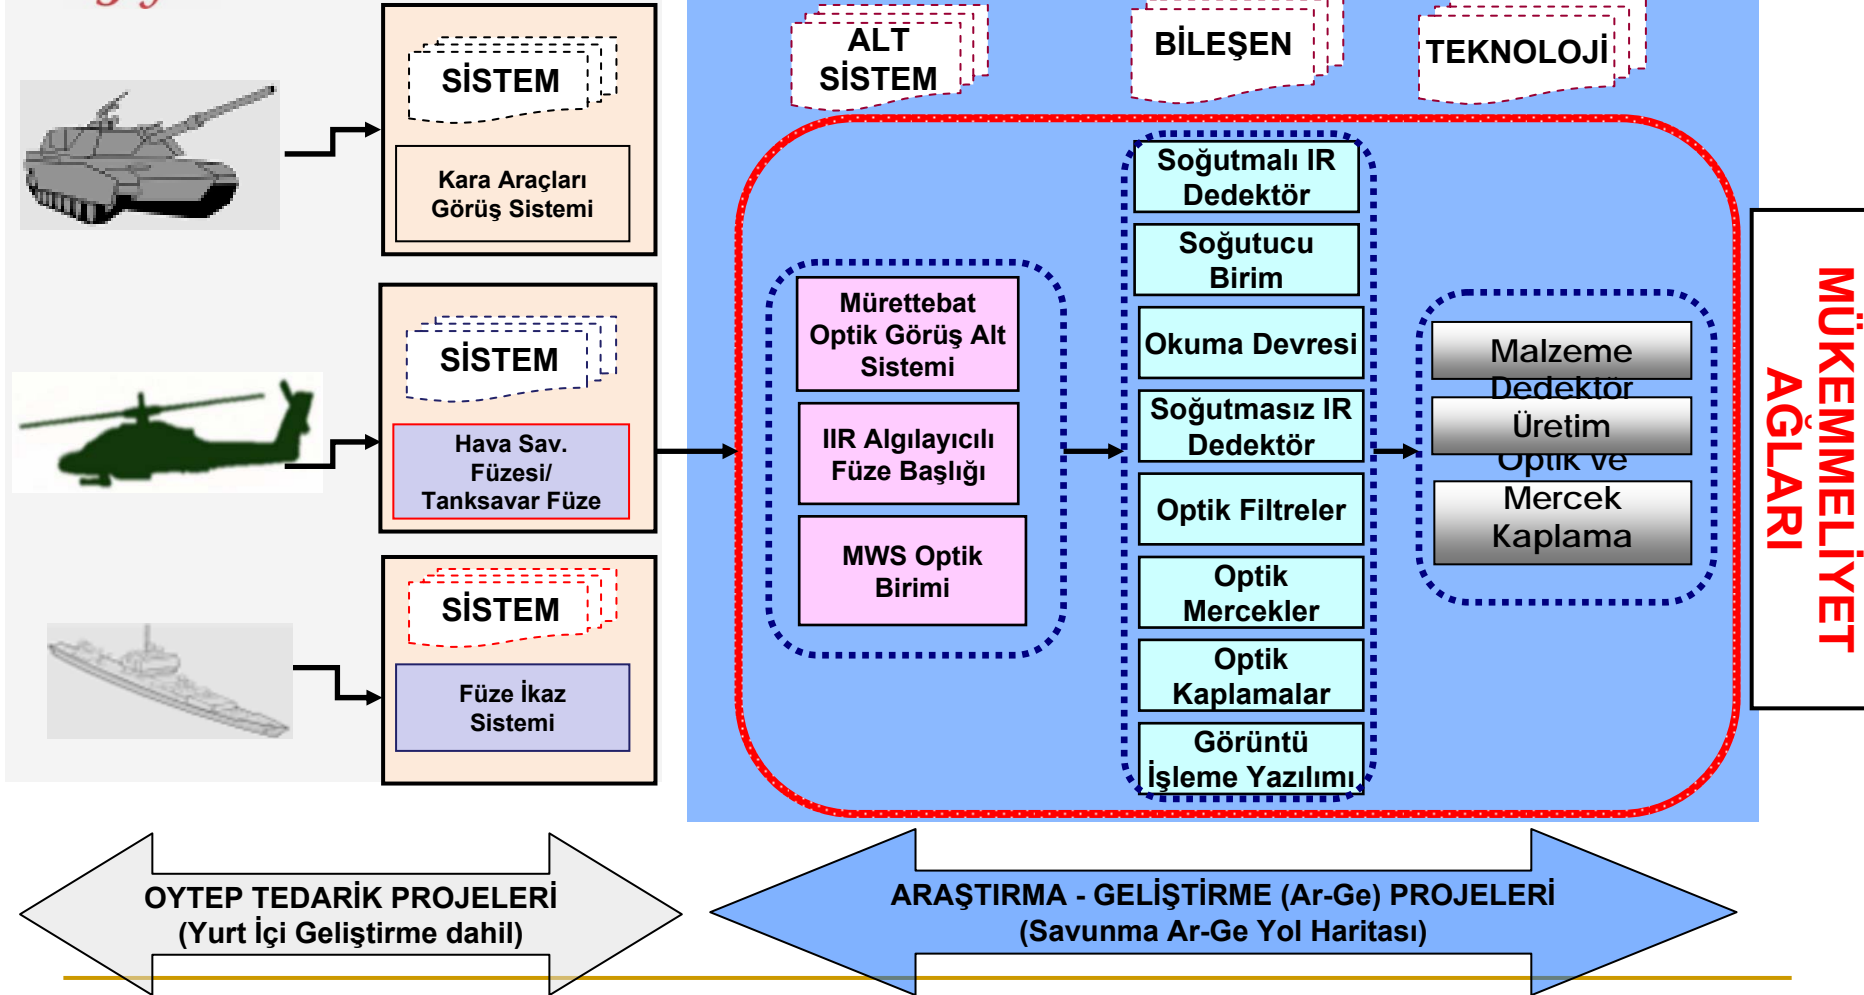 SİSTEM
Kara Araçları
Görüş Sistemi
SİSTEM
Hava Sav.
Füzesi/
Tanksavar Füze
SİSTEM
Füze İkaz
Sistemi
ALT
SİSTEM
Mürettebat
Optik Görüş Alt
Sistemi
IIR Algılayıcılı
Füze Başlığı
MWS Optik
Birimi
BİLEŞEN
Soğutmalı IR
Dedektör
Soğutucu
Birim
Okuma Devresi
Soğutmasız IR
Dedektör
Optik Filtreler
Optik
Mercekler
Optik
Kaplamalar
Görüntü
İşleme Yazılımı
TEKNOLOJİ
Malzeme
Dedektör
Üretim
Optik ve
Mercek
Kaplama
MÜKEMMELİYET
AĞLARI
OYTEP TEDARİK PROJELERİ
(Yurt İçi Geliştirme dahil)
ARAŞTIRMA - GELİŞTİRME (Ar-Ge) PROJELERİ
(Savunma Ar-Ge Yol Haritası)